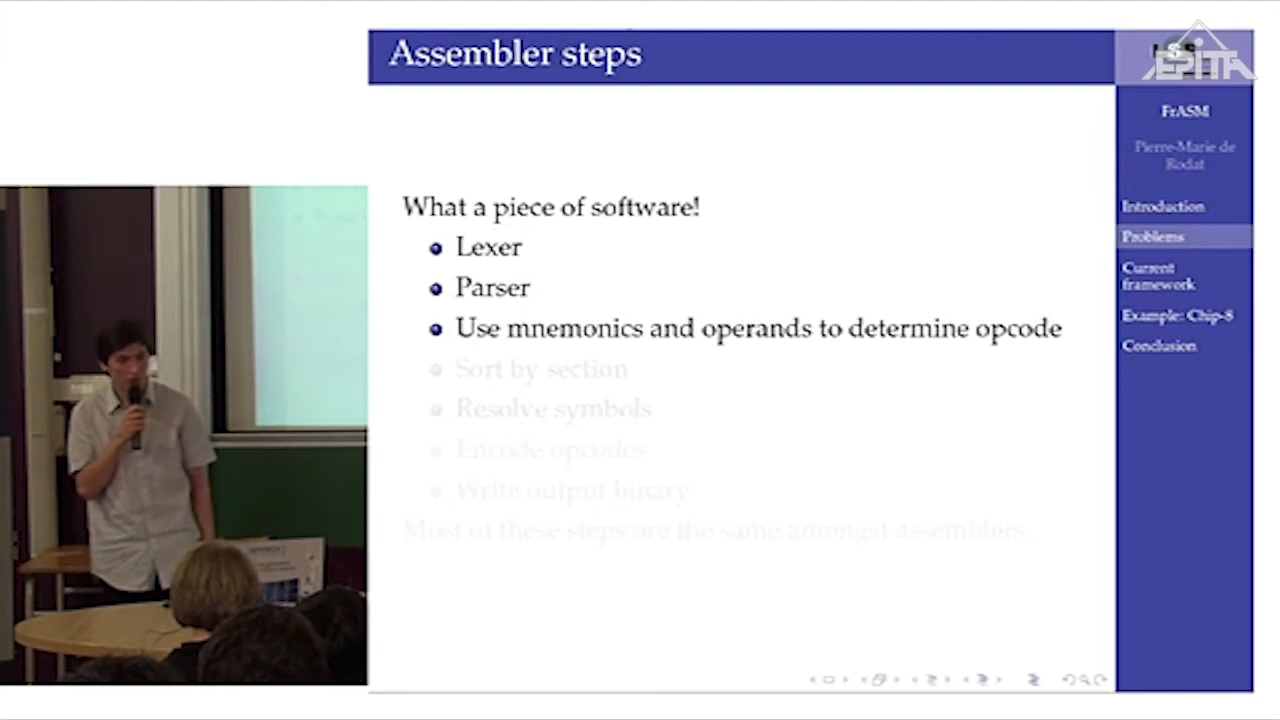 Assembler steps
EPITA
FrASM
Pierre-Marie de
Rodat
Introduction
Problems
Current
framework
Example: Chip-8
Conclusion
What a piece of software!
Lexer
Parser
Use mnemonics and operands to determine opcode
Sort by section
Resolve symbols
Encode opcodes
Write output binary
Most of these steps are the same amongst assemblers